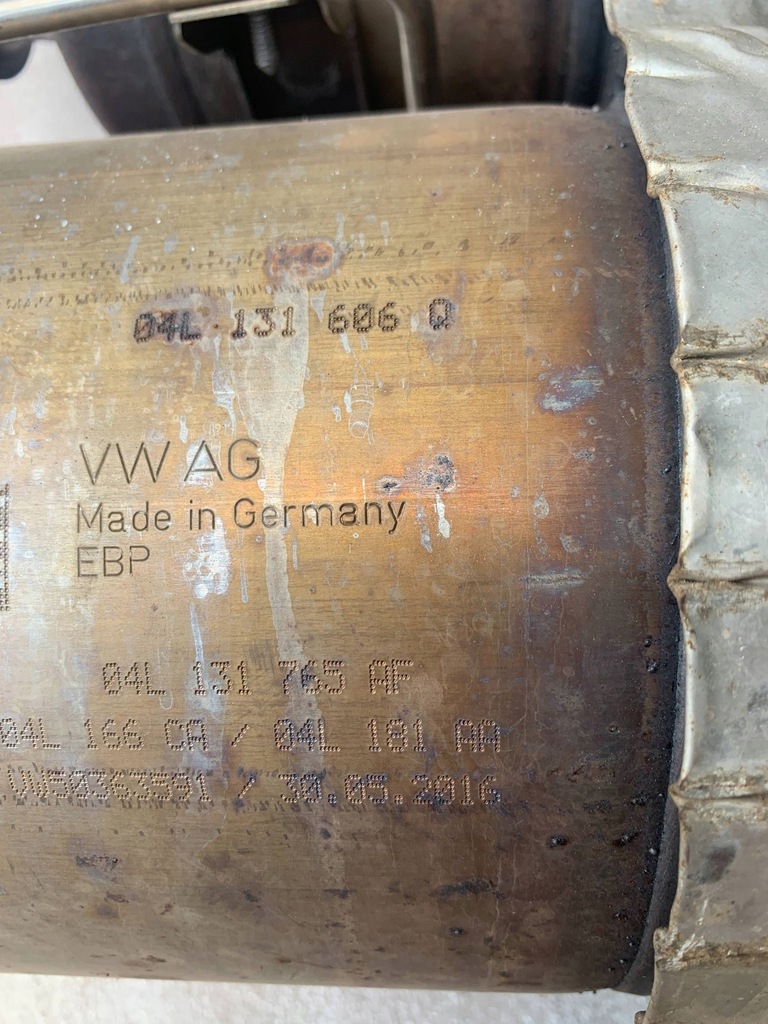 04L 131 606 Q
VW AG
Made in Germany
EBP
04L 131 765 AF
04L 166 CA / 04L 181 AA
VW50363591 / 30.05.2016